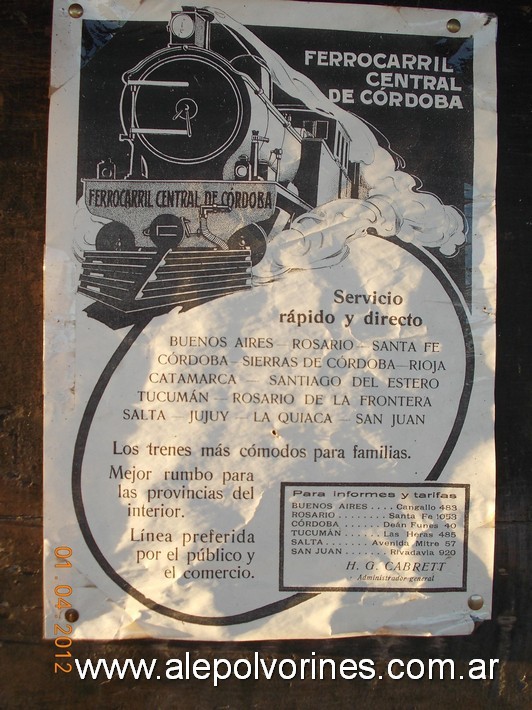 FERROCARRIL
CENTRAL
DE CÓRDOBA
FERROCARRIL CENTRAL DE CÓRDOBA
Servicio
rápido y directo
BUENOS AIRES — ROSARIO — SANTA FE
CÓRDOBA — SIERRAS DE CÓRDOBA — RIOJA
CATAMARCA — SANTIAGO DEL ESTERO
TUCUMÁN — ROSARIO DE LA FRONTERA
SALTA — JUJUY — LA QUIACA — SAN JUAN
Los trenes más cómodos para familias.
Mejor rumbo para
las provincias del
interior.
Línea preferida
por el público y
el comercio.
Para informes y tarifas
BUENOS AIRES .... Cangallo 483
ROSARIO ....... Santa Fe 1053
CÓRDOBA ....... Deán Funes 40
TUCUMÁN ....... Las Heras 485
SALTA ..... Avenida Mitre 57
SAN JUAN ...... Rivadavia 920
H. G. CABRETT
Administrador general
01.04.2012
www.alepolvorines.com.ar